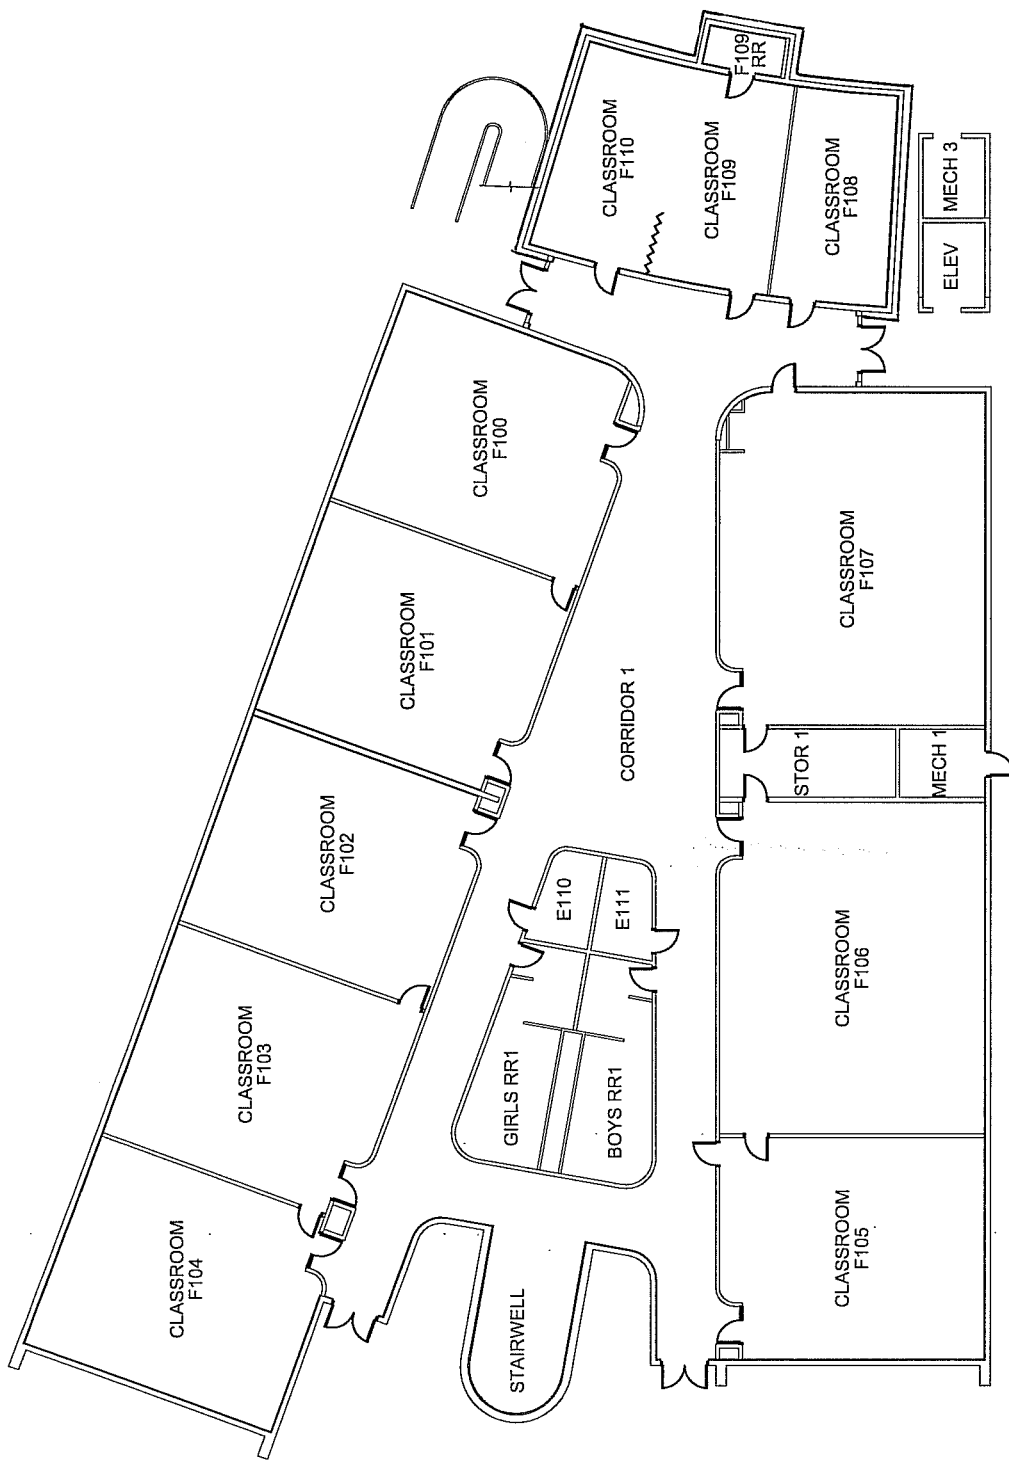 F109
RR
CLASSROOM
F110
CLASSROOM
F109
CLASSROOM
F108
MECH 3
ELEV
CLASSROOM
F100
CLASSROOM
F101
CLASSROOM
F102
CLASSROOM
F103
CLASSROOM
F104
CORRIDOR 1
CLASSROOM
F107
STOR 1
MECH 1
E110
E111
CLASSROOM
F106
GIRLS RR1
BOYS RR1
CLASSROOM
F105
STAIRWELL